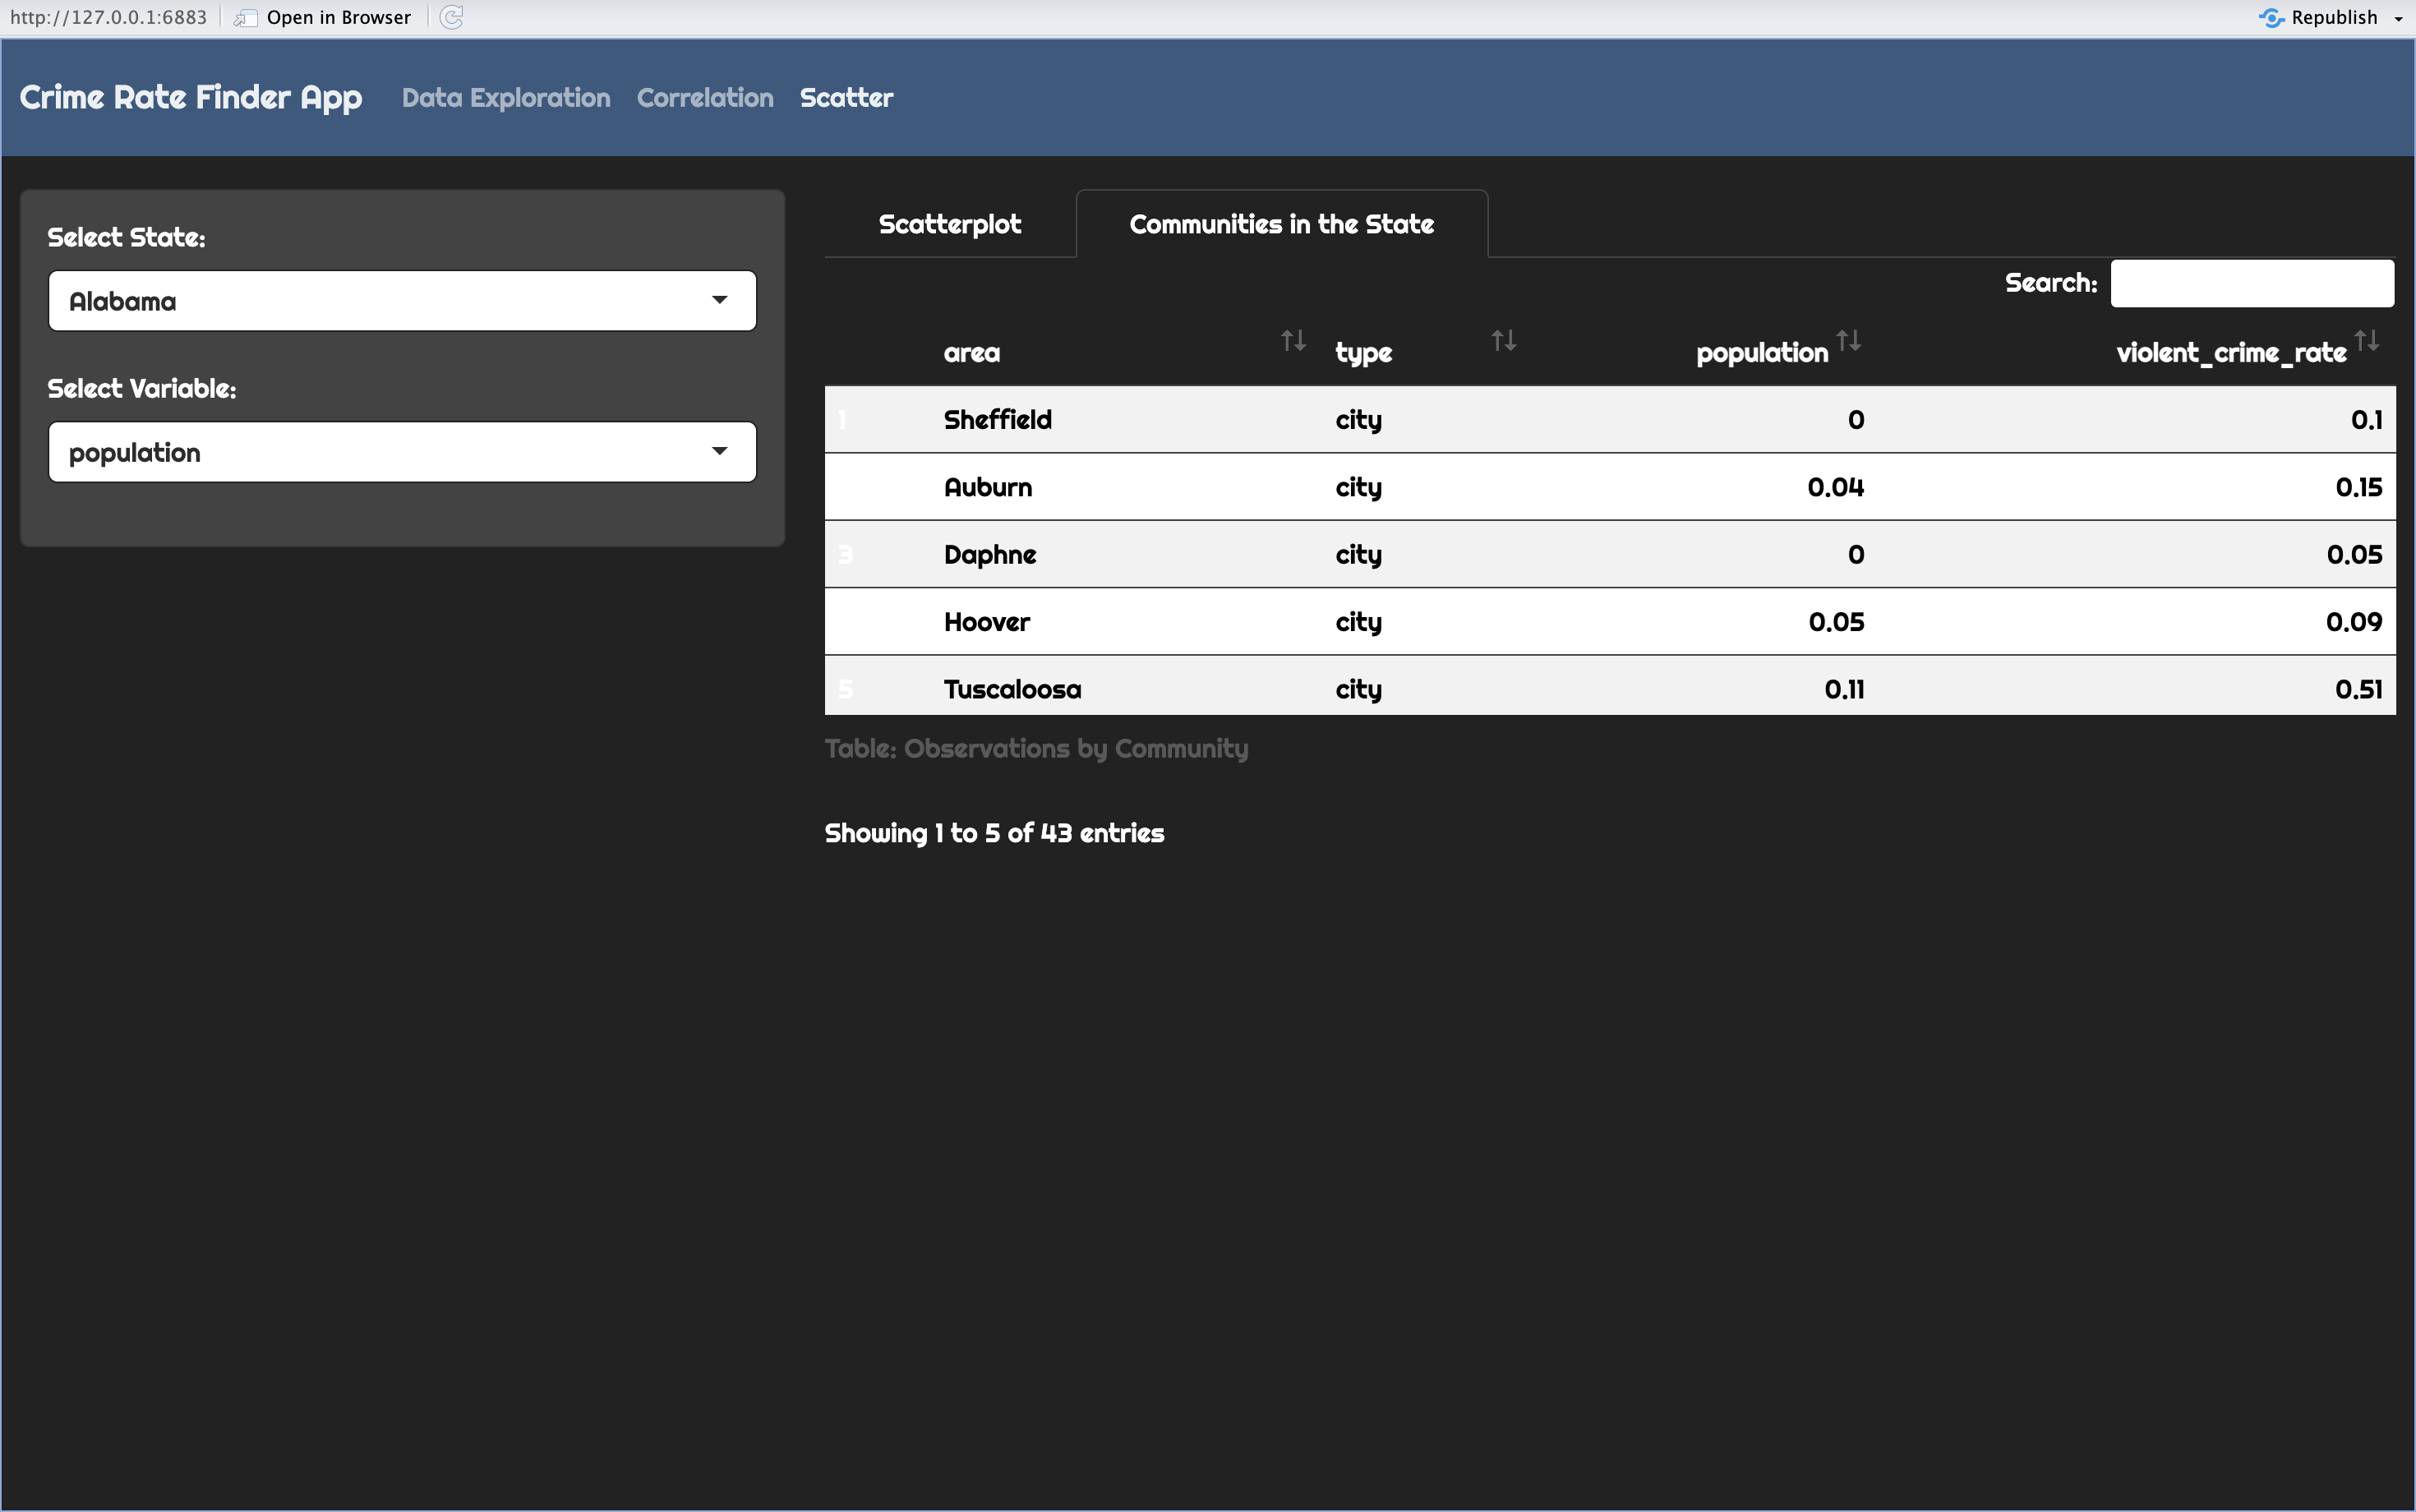 http://127.0.0.1:6883 Open in Browser Republish
Crime Rate Finder App Data Exploration Correlation Scatter
Select State:
Alabama
Select Variable:
population
Scatterplot Communities in the State
Search:
area type population violent_crime_rate
1 Sheffield city 0 0.1
Auburn city 0.04 0.15
3 Daphne city 0 0.05
Hoover city 0.05 0.09
5 Tuscaloosa city 0.11 0.51
Table: Observations by Community
Showing 1 to 5 of 43 entries